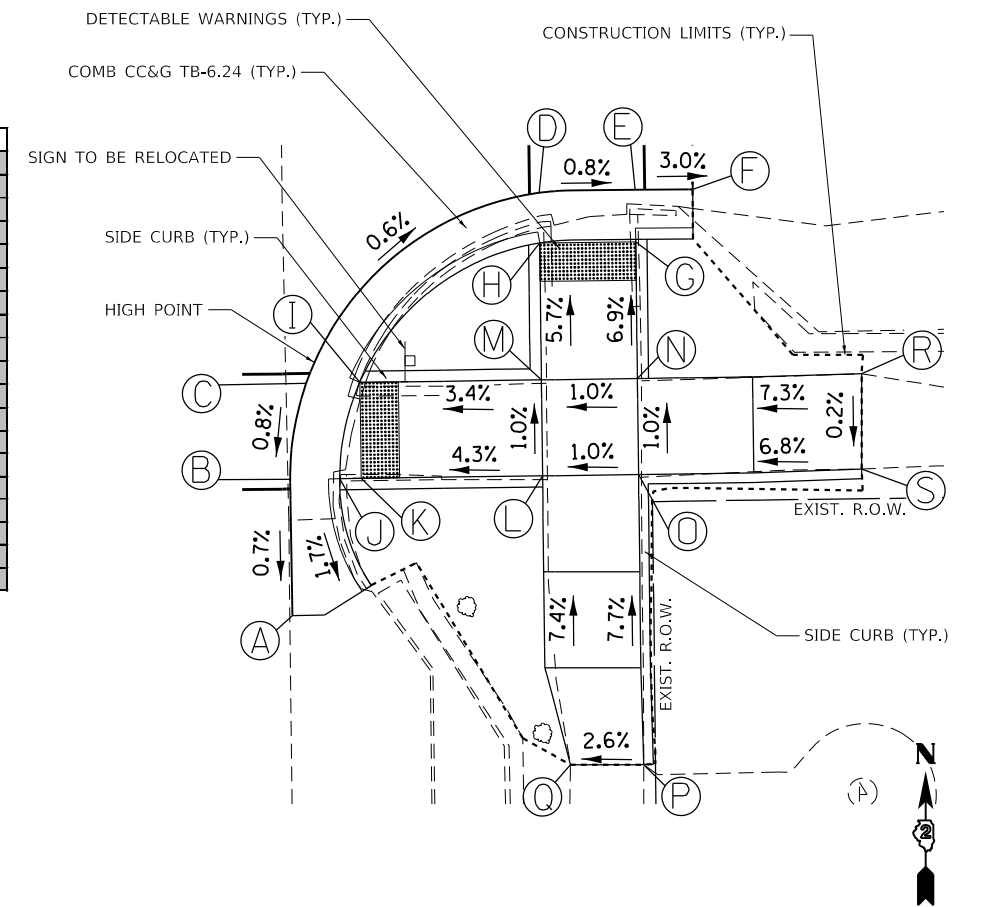 DETECTABLE WARNINGS (TYP.)
CONSTRUCTION LIMITS (TYP.)
COMB CC&G TB-6.24 (TYP.)
D
E
SIGN TO BE RELOCATED
0.8%
3.0%
F
0.6%
SIDE CURB (TYP.)
H
G
HIGH POINT
I
5.7%
6.9%
M
N
R
C
3.4%
1.0%
7.3%
0.8%
1.0%
1.0%
0.2%
B
4.3%
1.0%
6.8%
S
J
K
L
O
EXIST. R.O.W.
0.7%
1.7%
A
7.4%
7.7%
EXIST. R.O.W.
SIDE CURB (TYP.)
2.6%
N
Q
P
A
2